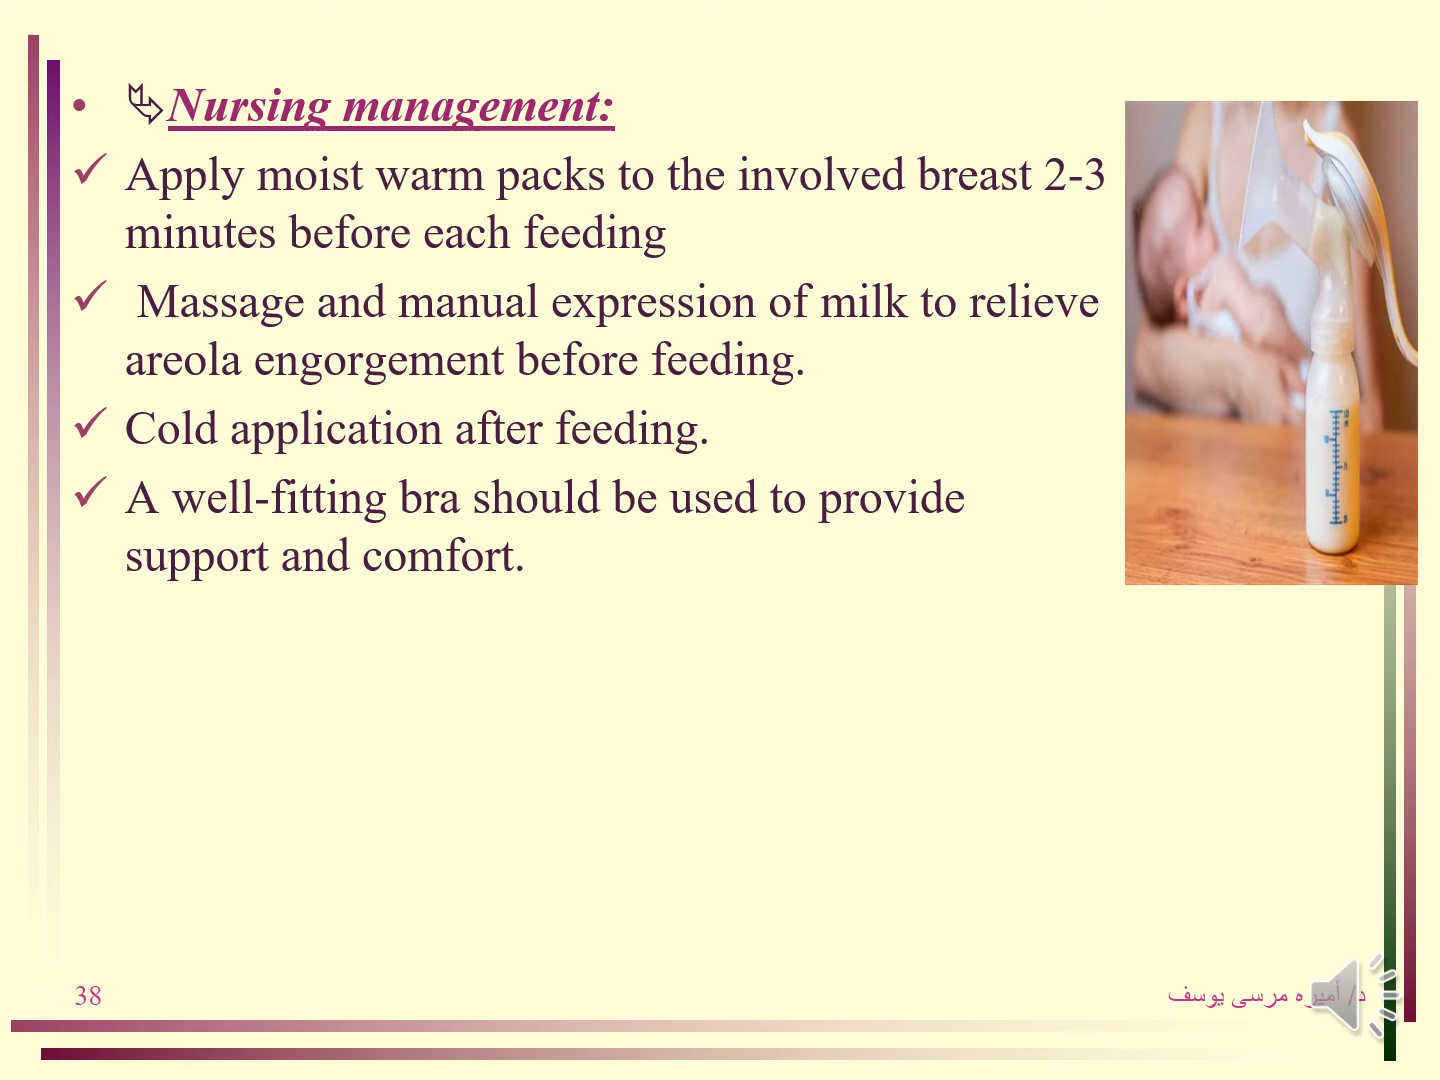 • Nursing management:
✓ Apply moist warm packs to the involved breast 2-3
minutes before each feeding
✓ Massage and manual expression of milk to relieve
areola engorgement before feeding.
✓ Cold application after feeding.
✓ A well-fitting bra should be used to provide
support and comfort.
38
د/ أميره مرسى يوسف